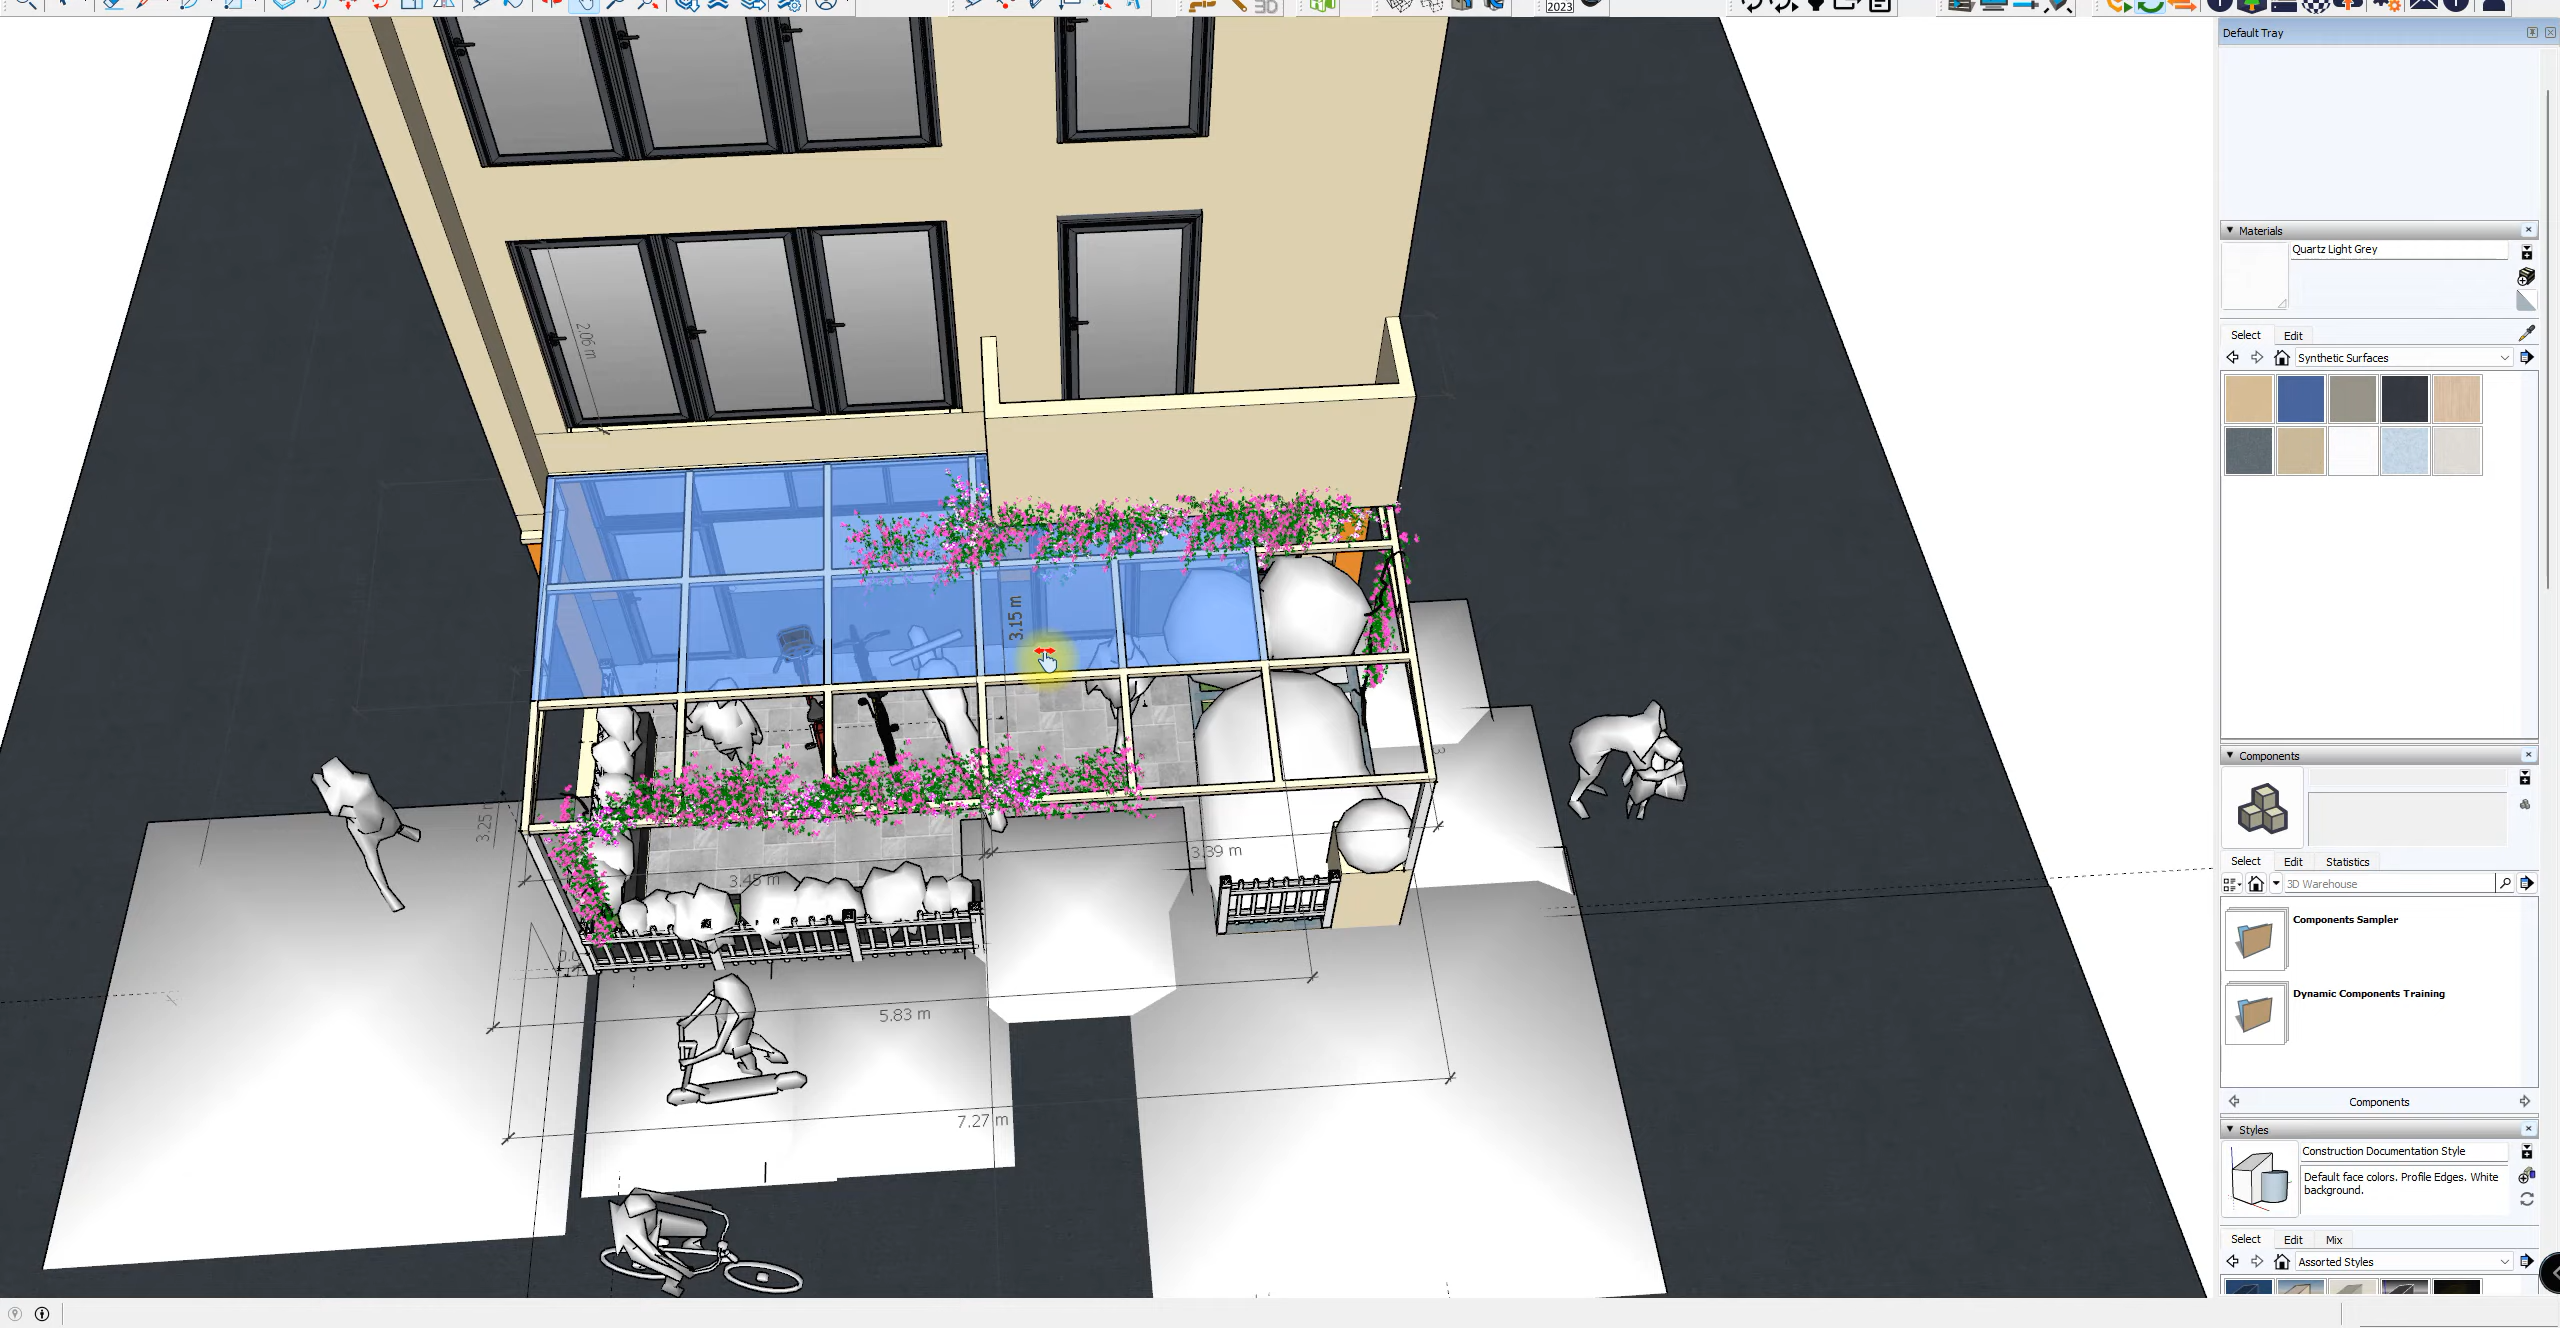 3D
2023
Default Tray
Materials
Quartz Light Grey
Select
Edit
Synthetic Surfaces
2.06 m
3.15 m
3.25
3.45 m
3.39 m
5.83 m
7.27 m
Components
Select
Edit
Statistics
3D Warehouse
Components Sampler
Dynamic Components Training
Components
Styles
Construction Documentation Style
Default face colors. Profile Edges. White
background.
Select
Edit
Mix
Assorted Styles